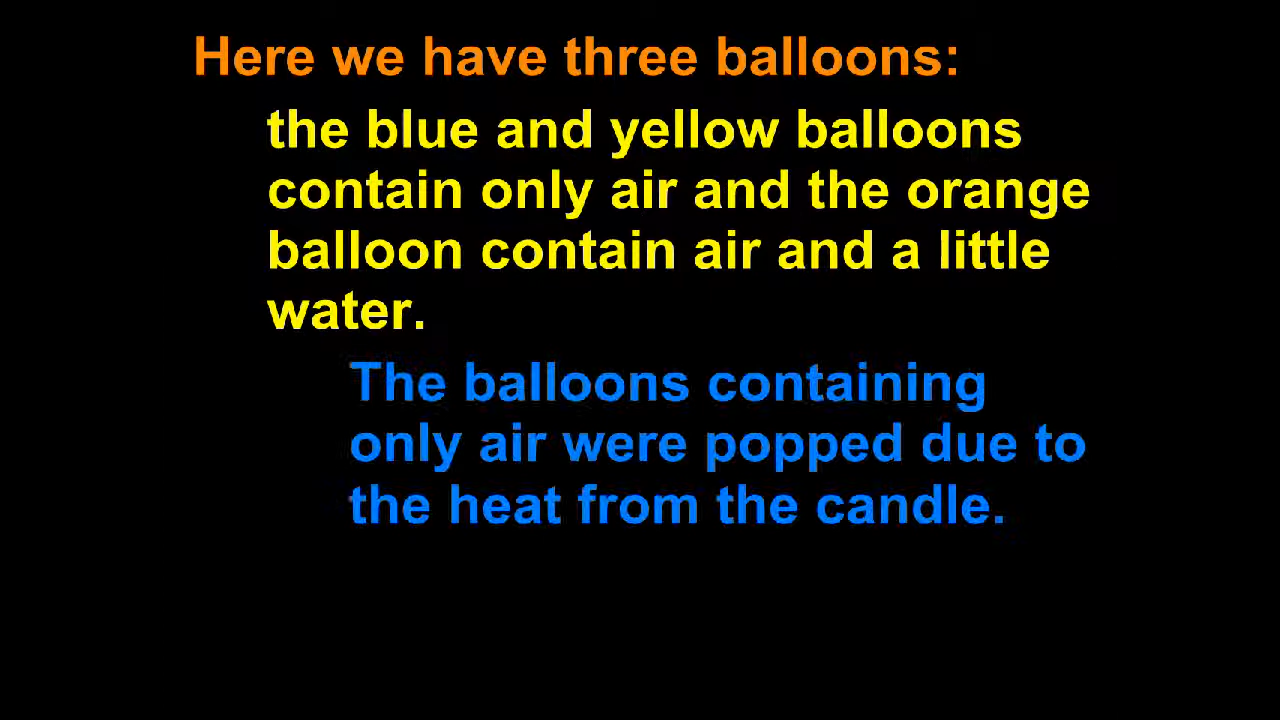 Here we have three balloons:
the blue and yellow balloons
contain only air and the orange
balloon contain air and a little
water.
The balloons containing
only air were popped due to
the heat from the candle.